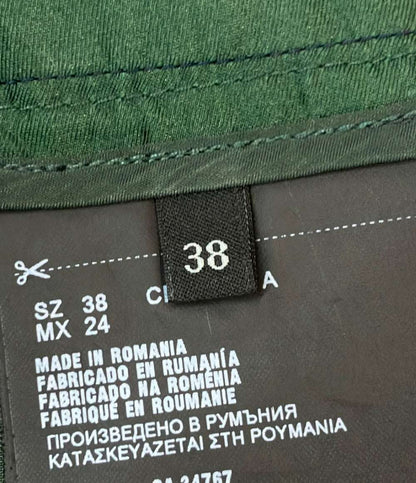 38
SZ 38
MX 24
MADE IN ROMANIA
FABRICADO EN RUMANÍA
FABRICADO NA ROMÉNIA
FABRIQUÉ EN ROUMANIE
ПРОИЗВЕДЕНО В РУМЪНИЯ
ΚΑΤΑΣΚΕΥΑΖΕΤΑΙ ΣΤΗ ΡΟΥΜΑΝΙΑ